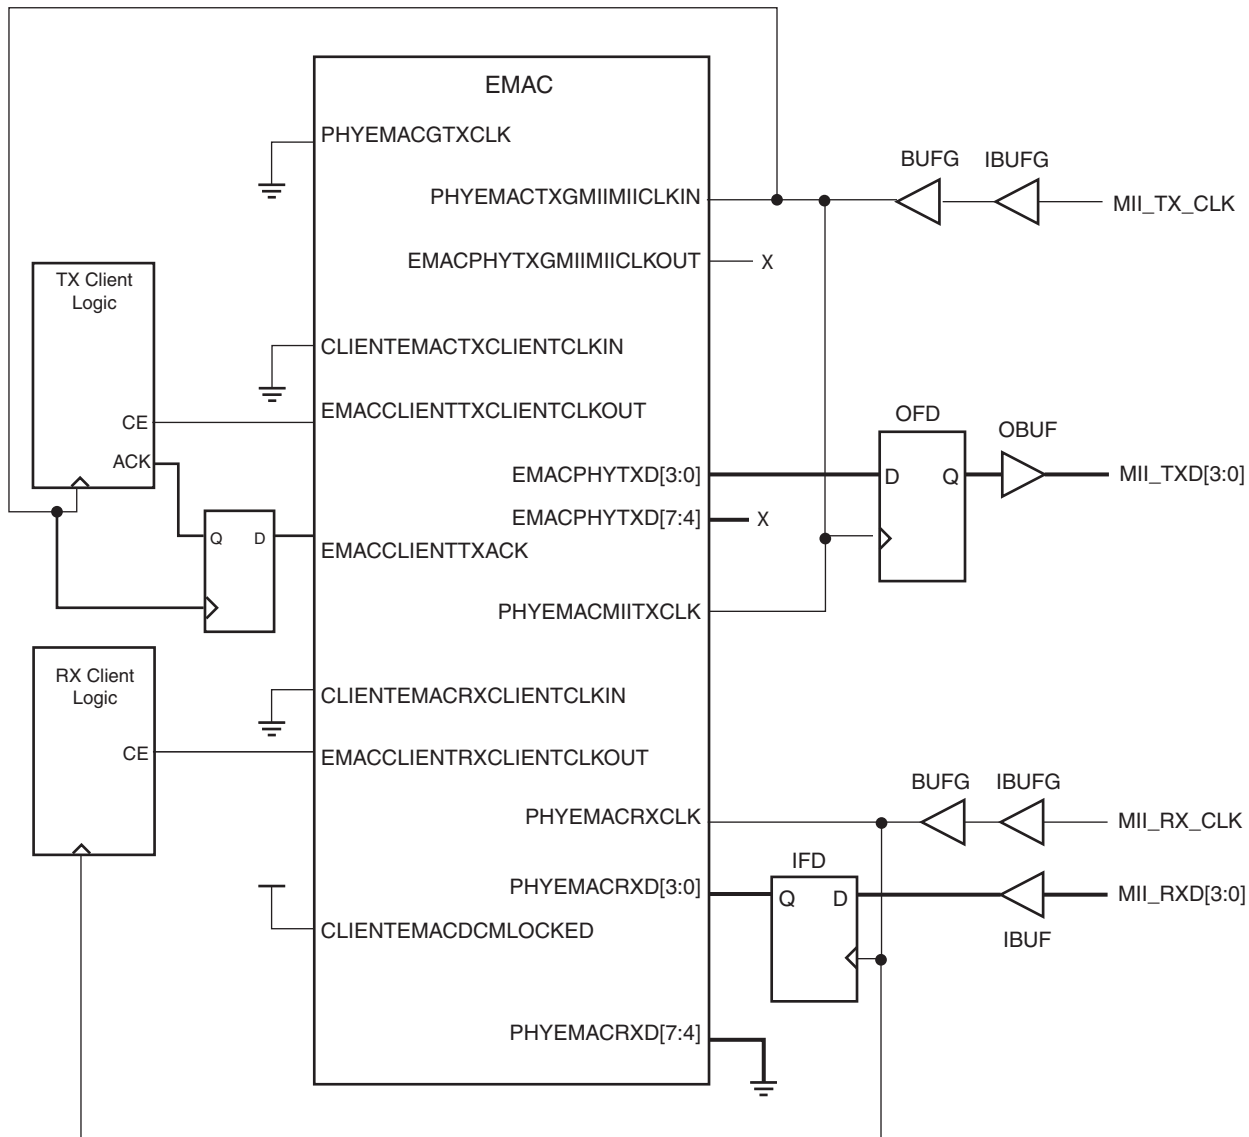 EMAC
PHYEMACGTXCLK
BUFG
IBUFG
PHYEMACTXGMIIMIICLKIN
MII_TX_CLK
EMACPHYTXGMIIMIICLKOUT
X
TX Client
Logic
CLIENTEMACTXCLIENTCLKIN
CE
EMACCLIENTTXCLIENTCLKOUT
OFD
OBUF
ACK
EMACPHYTXD[3:0]
D
Q
MII_TXD[3:0]
EMACPHYTXD[7:4]
X
Q
D
EMACCLIENTTXACK
PHYEMACMIITXCLK
RX Client
Logic
CLIENTEMACRXCLIENTCLKIN
CE
EMACCLIENTRXCLIENTCLKOUT
BUFG
IBUFG
PHYEMACRXCLK
MII_RX_CLK
IFD
PHYEMACRXD[3:0]
Q
D
MII_RXD[3:0]
CLIENTEMACDCMLOCKED
IBUF
PHYEMACRXD[7:4]